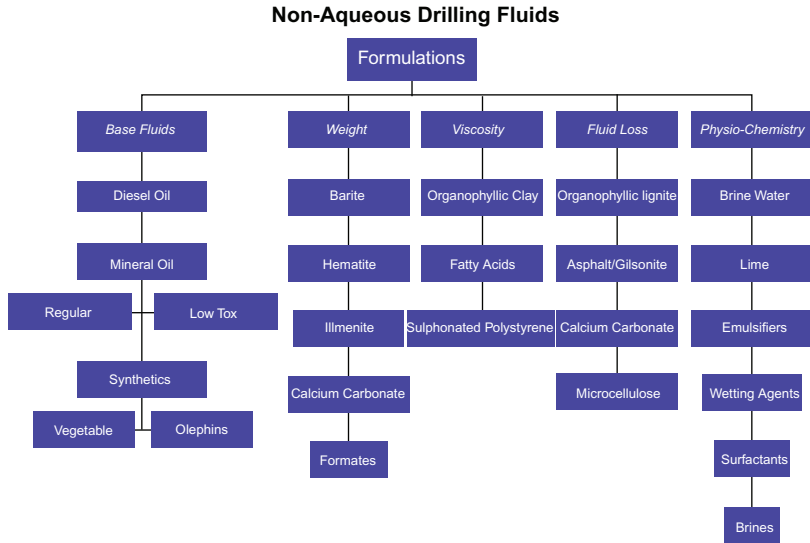 Non-Aqueous Drilling Fluids
Formulations
Base Fluids
Diesel Oil
Mineral Oil
Regular
Low Tox
Synthetics
Vegetable
Olephins
Weight
Barite
Hematite
Illmenite
Calcium Carbonate
Formates
Viscosity
Organophyllic Clay
Fatty Acids
Sulphonated Polystyrene
Fluid Loss
Organophyllic lignite
Asphalt/Gilsonite
Calcium Carbonate
Microcellulose
Physio-Chemistry
Brine Water
Lime
Emulsifiers
Wetting Agents
Surfactants
Brines